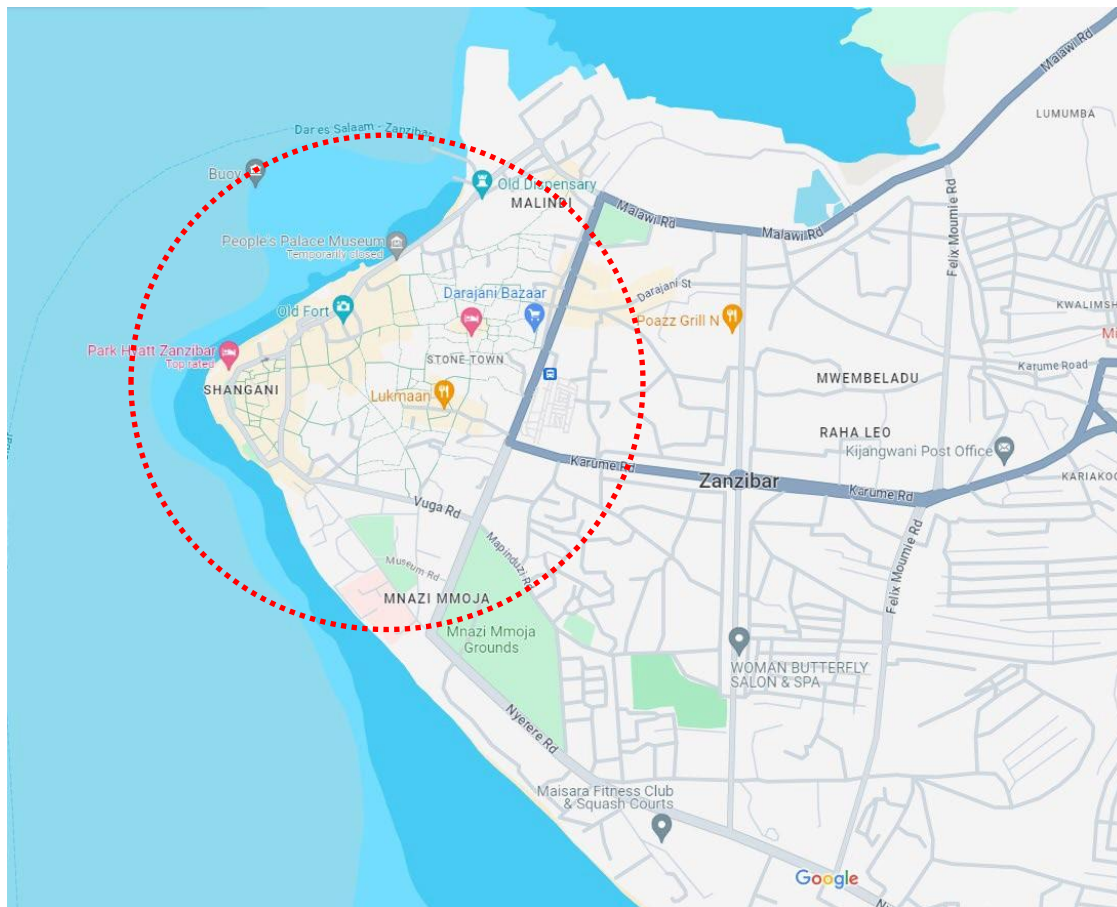 Malawi Rd
LUMUMBA
Dar es Salaam - Zanzibar
Buoy
Old Dispensary
MALINDI
Malawi Rd
Malawi Rd
Felix Moumie Rd
People's Palace Museum
Temporarily closed
Darajani St
Darajani Bazaar
Old Fort
Poazz Grill N
KWALIMSH
Mi
Park Hyatt Zanzibar
Top rated
STONE TOWN
Karume Road
SHANGANI
Lukmaan
MWEMBELADU
RAHA LEO
Kijangwani Post Office
Karume Rd
Zanzibar
Karume Rd
KARIAKOO
Vuga Rd
Mapinduzi Rd
Museum Rd
Felix Moumie Rd
MNAZI MMOJA
Mnazi Mmoja
Grounds
WOMAN BUTTERFLY
SALON & SPA
Nyerere Rd
Maisara Fitness Club
& Squash Courts
Google